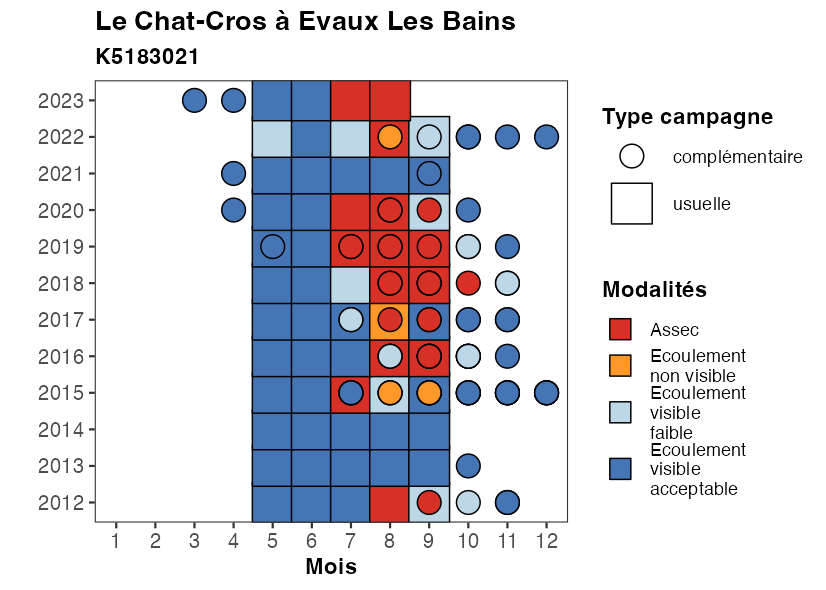 Le Chat-Cros à Evaux Les Bains
K5183021
2023
2022
2021
2020
2019
2018
2017
2016
2015
2014
2013
2012
1 2 3 4 5 6 7 8 9 10 11 12
Mois
Type campagne
complémentaire
usuelle
Modalités
Assec
Ecoulement
non visible
Ecoulement
visible
faible
Ecoulement
visible
acceptable